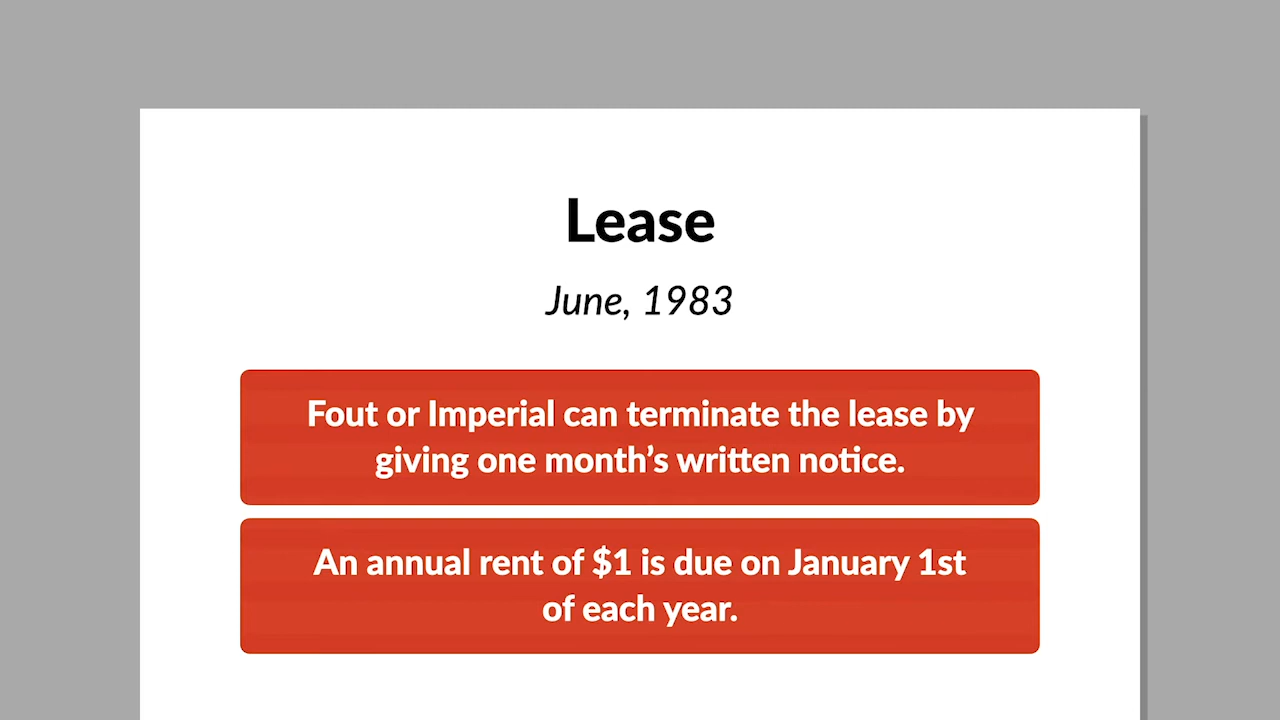 Lease
June, 1983
Fout or Imperial can terminate the lease by
giving one month’s written notice.
An annual rent of $1 is due on January 1st
of each year.